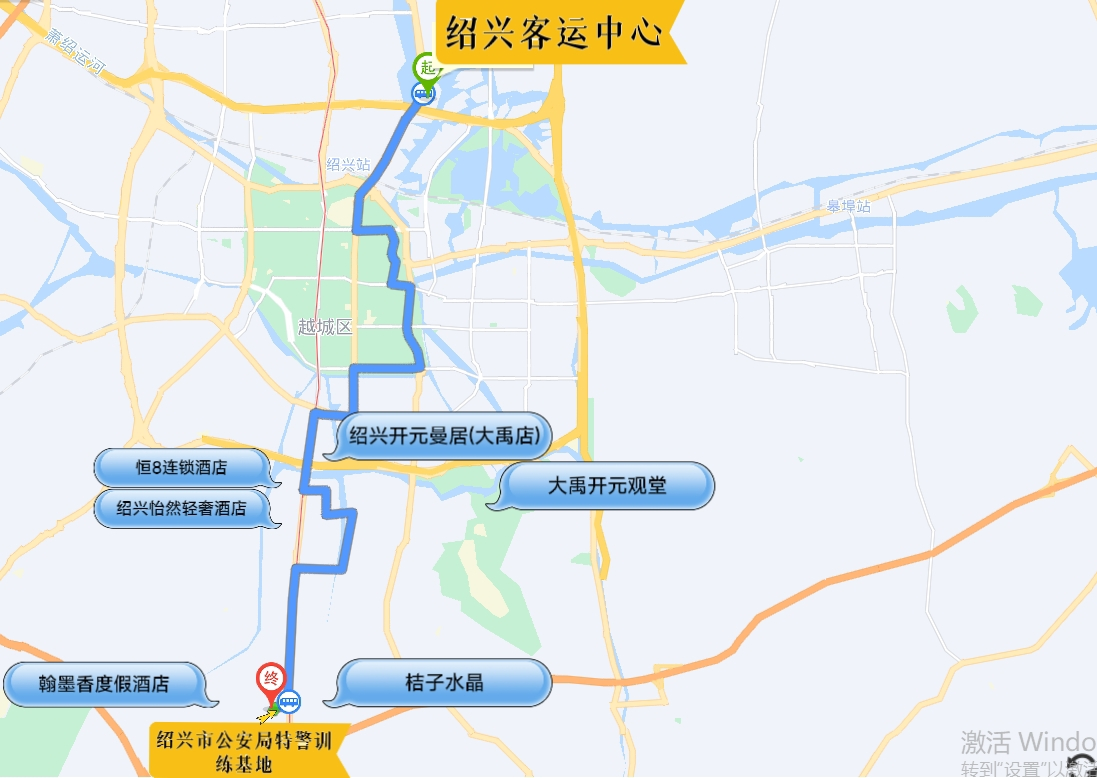 绍兴客运中心
萧绍运河
起
绍兴站
皋埠站
越城区
绍兴开元曼居(大禹店)
恒8连锁酒店
大禹开元观堂
绍兴怡然轻奢酒店
翰墨香度假酒店
终
桔子水晶
绍兴市公安局特警训
练基地
激活 Windo
转到"设置"以激